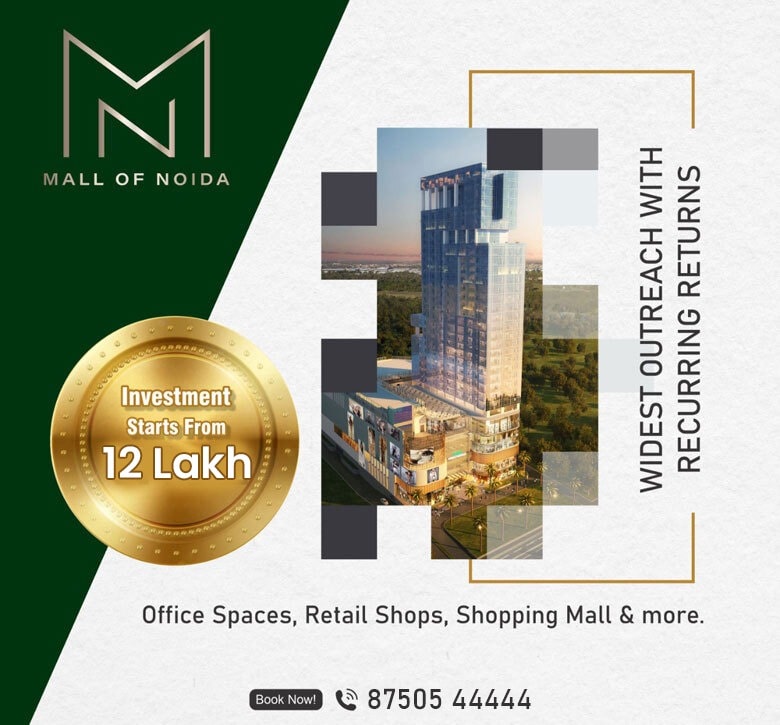 MN
MALL OF NOIDA
WIDEST OUTREACH WITH
RECURRING RETURNS
Investment
Starts From
12 Lakh
Office Spaces, Retail Shops, Shopping Mall & more.
Book Now! 87505 44444